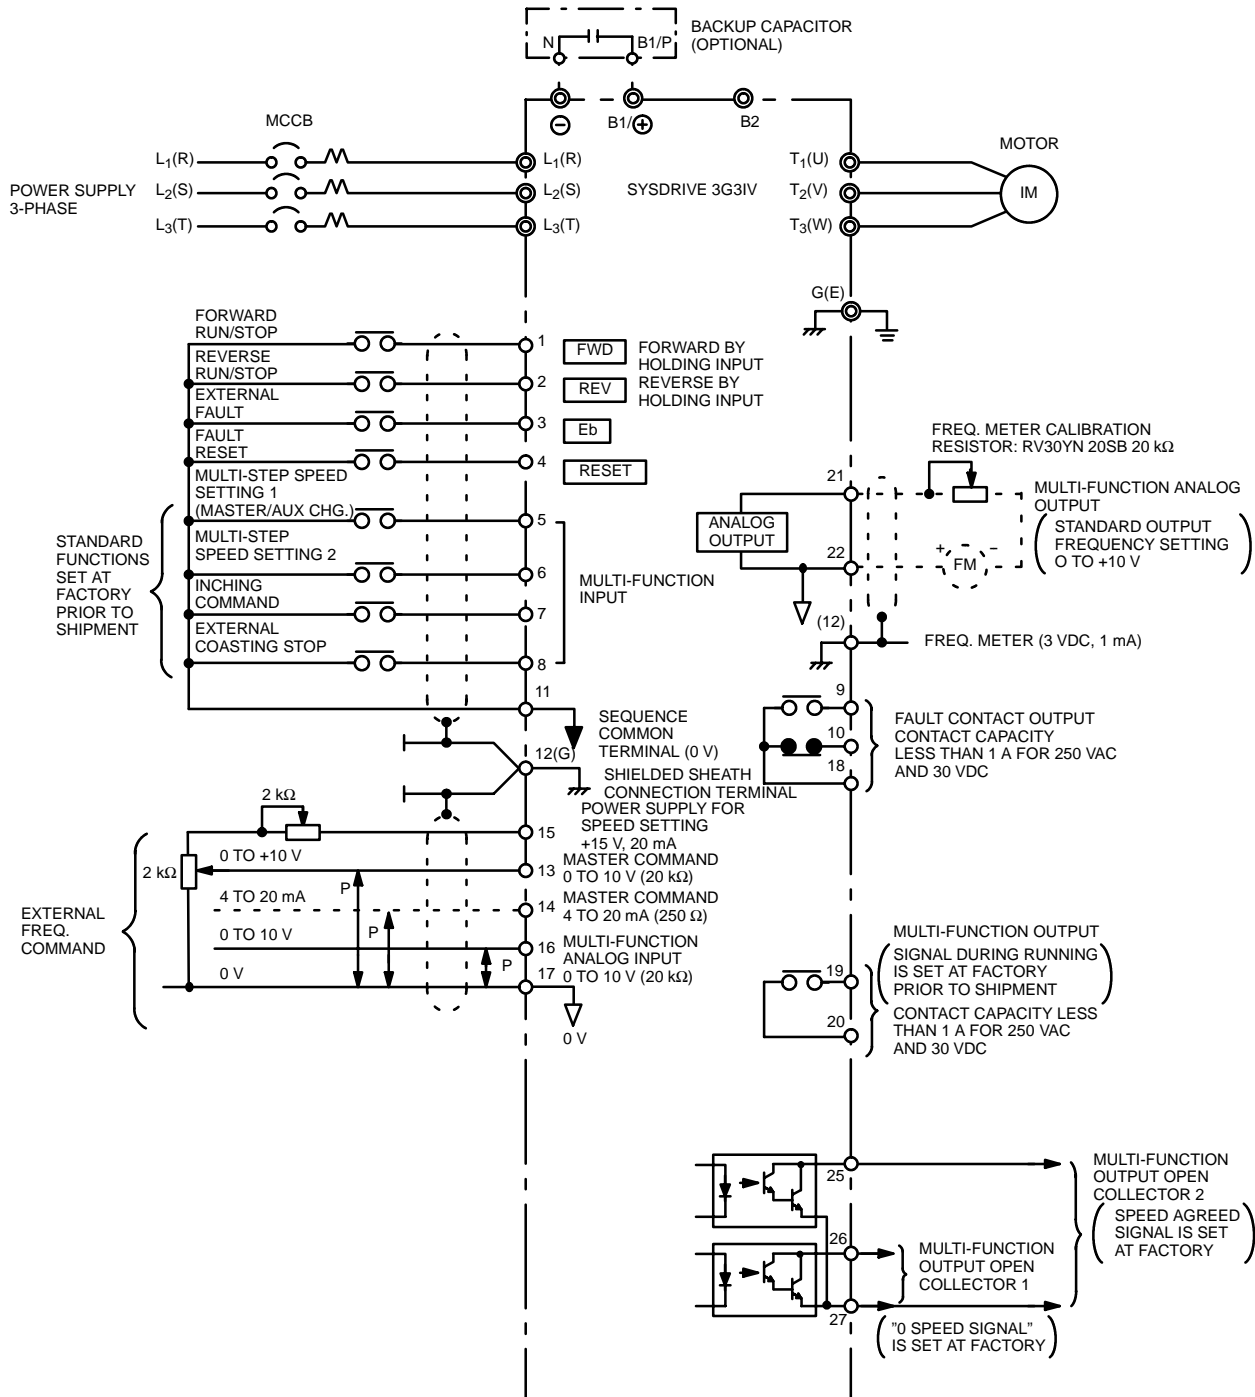 BACKUP CAPACITOR
(OPTIONAL)
N
B1/P
−
B1/+
B2
MCCB
MOTOR
POWER SUPPLY
3-PHASE
L1(R)
L1(R)
T1(U)
L2(S)
L2(S)
SYSDRIVE 3G3IV
T2(V)
IM
L3(T)
L3(T)
T3(W)
G(E)
FORWARD
RUN/STOP
1
FWD
FORWARD BY
HOLDING INPUT
REVERSE
RUN/STOP
2
REV
REVERSE BY
HOLDING INPUT
EXTERNAL
FAULT
3
Eb
FAULT
RESET
4
RESET
STANDARD
FUNCTIONS
SET AT
FACTORY
PRIOR TO
SHIPMENT
MULTI-STEP SPEED
SETTING 1
(MASTER/AUX CHG.)
5
MULTI-STEP
SPEED SETTING 2
6
INCHING
COMMAND
7
EXTERNAL
COASTING STOP
8
MULTI-FUNCTION
INPUT
11
SEQUENCE
COMMON
TERMINAL (0 V)
12(G)
SHIELDED SHEATH
CONNECTION TERMINAL
EXTERNAL
FREQ.
COMMAND
2 kΩ
2 kΩ
15
POWER SUPPLY FOR
SPEED SETTING
+15 V, 20 mA
0 TO +10 V
P
13
MASTER COMMAND
0 TO 10 V (20 kΩ)
4 TO 20 mA
P
14
MASTER COMMAND
4 TO 20 mA (250 Ω)
0 TO 10 V
P
16
MULTI-FUNCTION
ANALOG INPUT
0 TO 10 V (20 kΩ)
0 V
17
0 V
FREQ. METER CALIBRATION
RESISTOR: RV30YN 20SB 20 kΩ
21
ANALOG
OUTPUT
22
+
FM
−
MULTI-FUNCTION ANALOG
OUTPUT
STANDARD OUTPUT
FREQUENCY SETTING
O TO +10 V
(12)
FREQ. METER (3 VDC, 1 mA)
9
10
18
FAULT CONTACT OUTPUT
CONTACT CAPACITY
LESS THAN 1 A FOR 250 VAC
AND 30 VDC
MULTI-FUNCTION OUTPUT
19
SIGNAL DURING RUNNING
IS SET AT FACTORY
PRIOR TO SHIPMENT
20
CONTACT CAPACITY LESS
THAN 1 A FOR 250 VAC
AND 30 VDC
25
MULTI-FUNCTION
OUTPUT OPEN
COLLECTOR 2
SPEED AGREED
SIGNAL IS SET
AT FACTORY
26
MULTI-FUNCTION
OUTPUT OPEN
COLLECTOR 1
27
"0 SPEED SIGNAL"
IS SET AT FACTORY